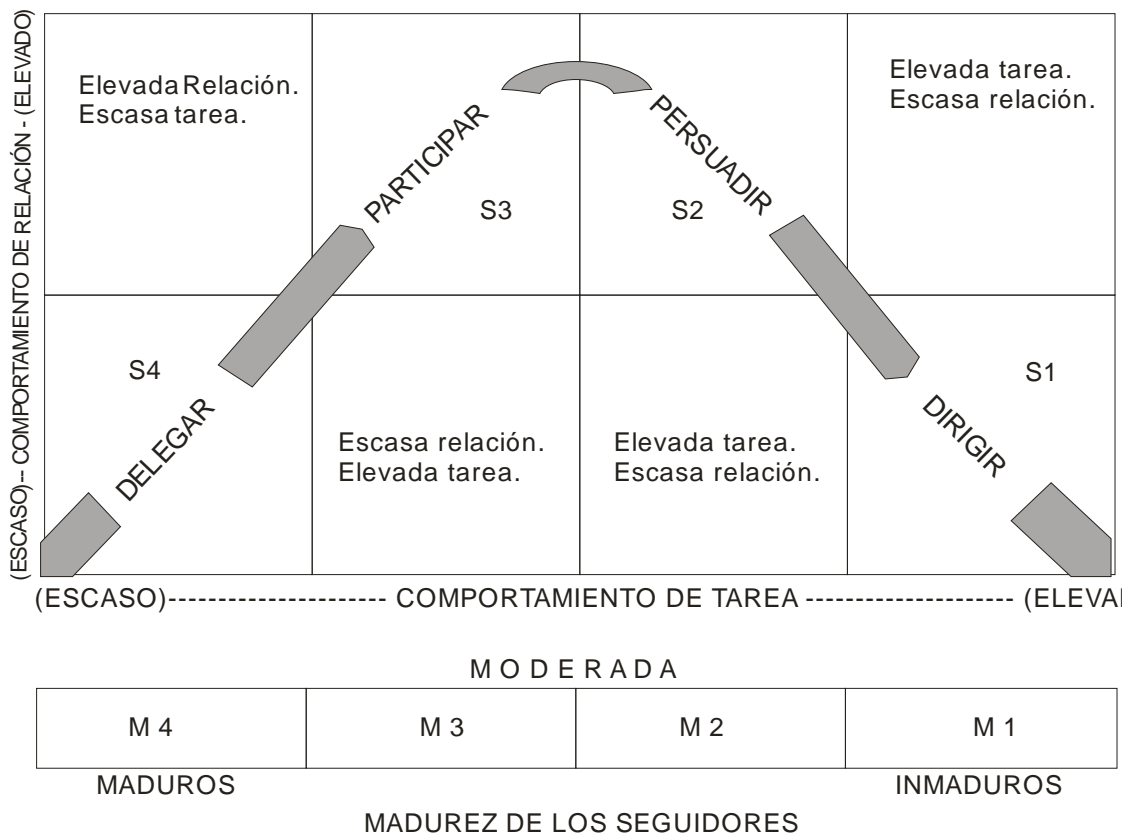 (ESCASO) – COMPORTAMIENTO DE RELACIÓN - (ELEVADO)
Elevada Relación.
Escasa tarea.
Elevada tarea.
Escasa relación.
PARTICIPAR
PERSUADIR
S3
S2
S4
S1
DELEGAR
DIRIGIR
Escasa relación.
Elevada tarea.
Elevada tarea.
Escasa relación.
(ESCASO)--------------------- COMPORTAMIENTO DE TAREA -------------------- (ELEVA
MODERADA
M 4
M 3
M 2
M 1
MADUROS
INMADUROS
MADUREZ DE LOS SEGUIDORES